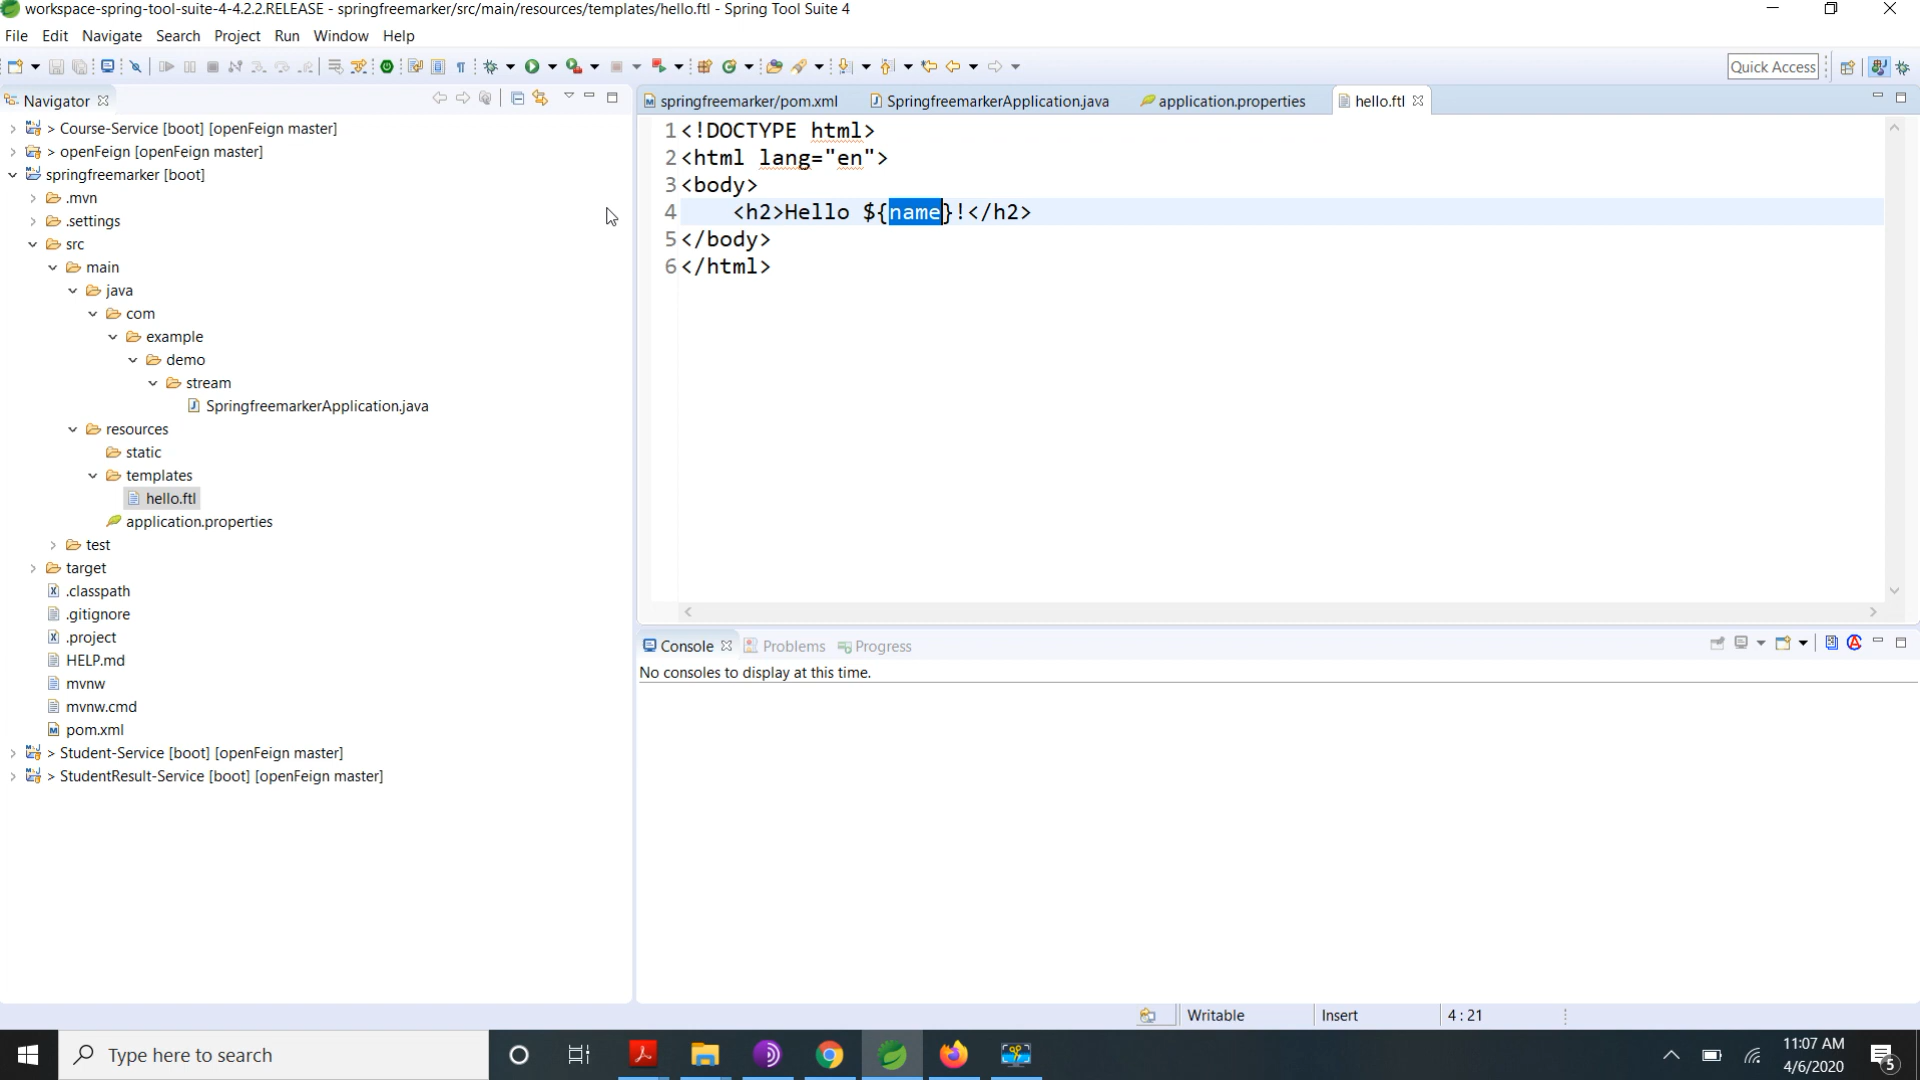 workspace-spring-tool-suite-4-4.2.2.RELEASE - springfreemarker/src/main/resources/templates/hello.ftl - Spring Tool Suite 4
File Edit Navigate Search Project Run Window Help
Quick Access
Navigator
> Course-Service [boot] [openFeign master]
> openFeign [openFeign master]
springfreemarker [boot]
.mvn
.settings
src
main
java
com
example
demo
stream
SpringfreemarkerApplication.java
resources
static
templates
hello.ftl
application.properties
test
target
.classpath
.gitignore
.project
HELP.md
mvnw
mvnw.cmd
pom.xml
> Student-Service [boot] [openFeign master]
> StudentResult-Service [boot] [openFeign master]
springfreemarker/pom.xml SpringfreemarkerApplication.java application.properties hello.ftl
1 <!DOCTYPE html>
2 <html lang="en">
3 <body>
4 <h2>Hello ${name}!</h2>
5 </body>
6 </html>
Console Problems Progress
No consoles to display at this time.
Writable Insert 4 : 21
Type here to search
11:07 AM
4/6/2020
5